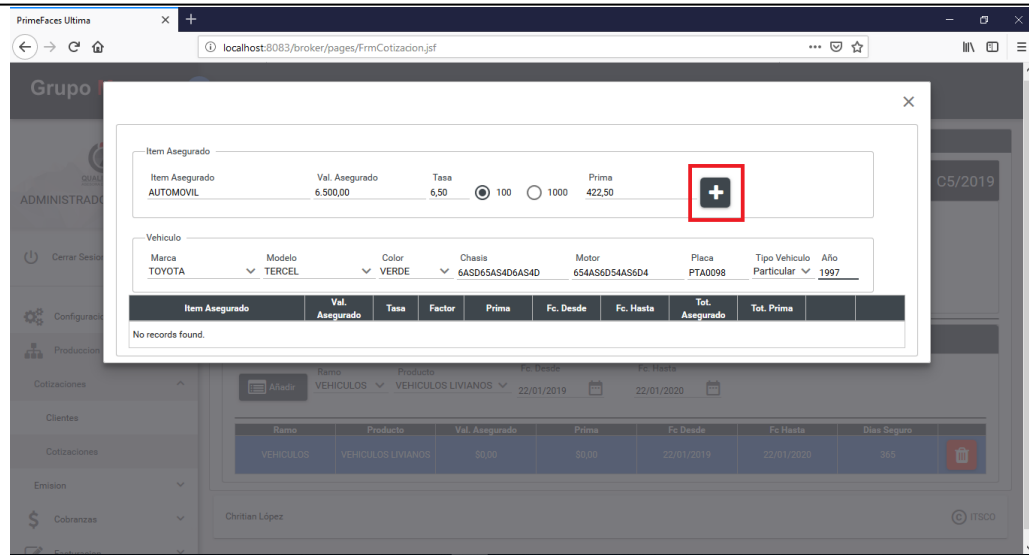 PrimeFaces Ultima
localhost:8083/broker/pages/FrmCotizacion.jsf
Grupo
C5/2019
ADMINISTRADO
Item Asegurado
Item Asegurado Val. Asegurado Tasa Prima
AUTOMOVIL 6.500,00 6,50 100 1000 422,50
Vehiculo
Marca Modelo Color Chasis Motor Placa Tipo Vehiculo Año
TOYOTA TERCEL VERDE 6ASD65AS4D6AS4D 654AS6D54AS6D4 PTA0098 Particular 1997
Item Asegurado Val. Asegurado Tasa Factor Prima Fc. Desde Fc. Hasta Tot. Asegurado Tot. Prima
No records found.
Cerrar Sesio
Configuraci
Produccion
Cotizaciones
Clientes
Cotizaciones
Emision
Cobranzas
Facturacion
Ramo Producto Fc. Desde Fc. Hasta
Añadir VEHICULOS VEHICULOS LIVIANOS 22/01/2019 22/01/2020
Ramo Producto Val. Asegurado Prima Fc Desde Fc Hasta Dias Seguro
VEHICULOS VEHICULOS LIVIANOS $0,00 $0,00 22/01/2019 22/01/2020 365
Chritian López
ITSCO